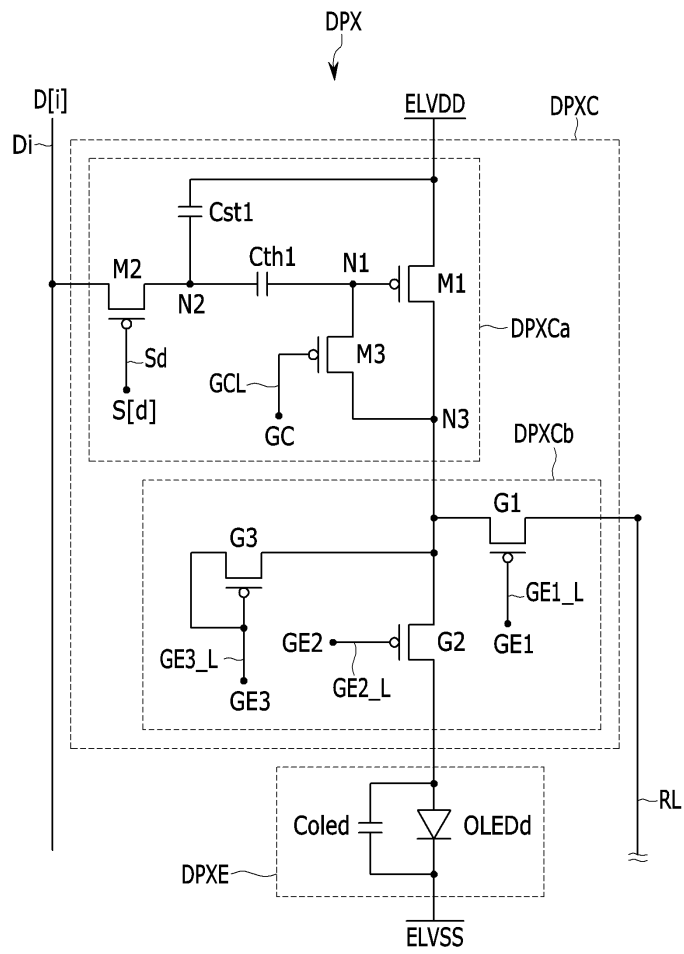 DPX
D[i]
ELVDD
DPXC
Di
Cst1
Cth1
N1
M2
M1
N2
DPXCa
M3
Sd
GCL
S[d]
GC
N3
DPXCb
G1
G3
GE1_L
GE2
G2
GE1
GE3_L
GE2_L
GE3
RL
Coled
OLEDd
DPXE
ELVSS